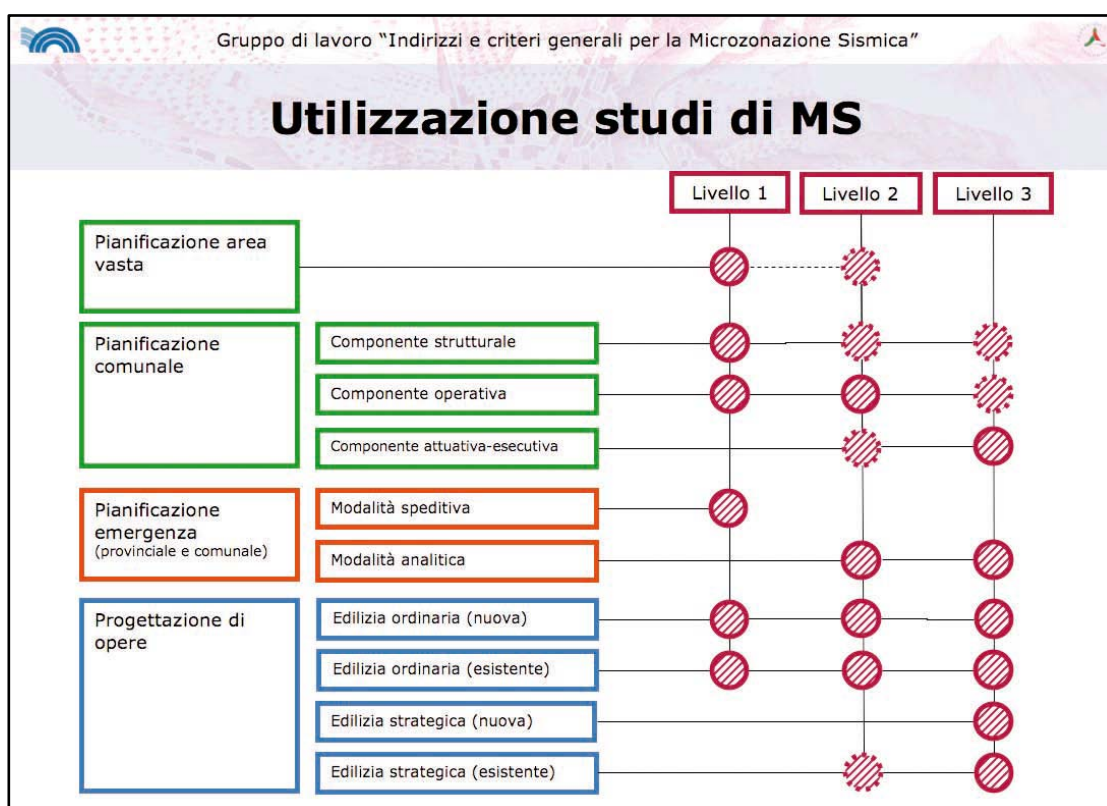 Gruppo di lavoro “Indirizzi e criteri generali per la Microzonazione Sismica”
Utilizzazione studi di MS
Livello 1
Livello 2
Livello 3
Pianificazione area
vasta
Pianificazione
comunale
Componente strutturale
Componente operativa
Componente attuativa-esecutiva
Pianificazione
emergenza
(provinciale e comunale)
Modalità speditiva
Modalità analitica
Progettazione di
opere
Edilizia ordinaria (nuova)
Edilizia ordinaria (esistente)
Edilizia strategica (nuova)
Edilizia strategica (esistente)